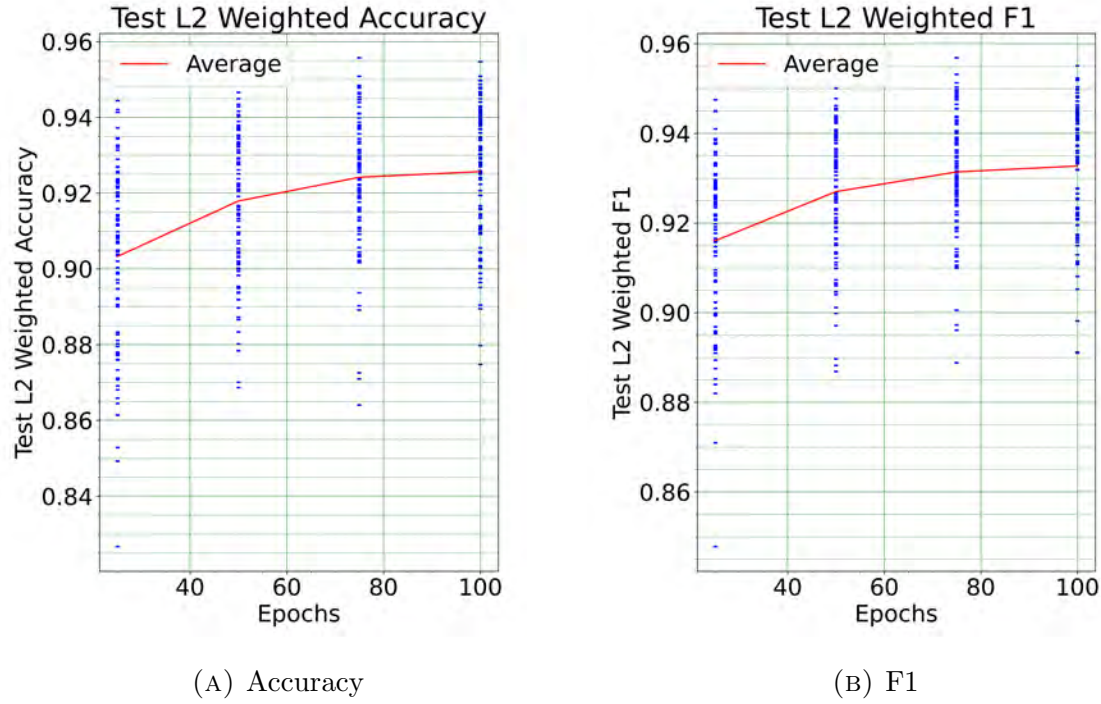 Test L2 Weighted Accuracy
Average
0.96
0.94
0.92
0.90
0.88
0.86
0.84
Test L2 Weighted Accuracy
40 60 80 100
Epochs
(A) Accuracy
Test L2 Weighted F1
Average
0.96
0.94
0.92
0.90
0.88
0.86
Test L2 Weighted F1
40 60 80 100
Epochs
(B) F1